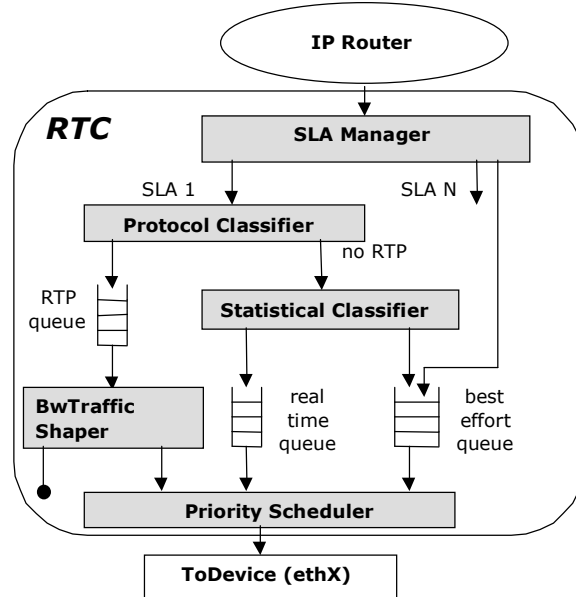 IP Router
RTC
SLA Manager
SLA 1
SLA N
Protocol Classifier
no RTP
RTP
queue
Statistical Classifier
BwTraffic
Shaper
real
time
queue
best
effort
queue
Priority Scheduler
ToDevice (ethX)